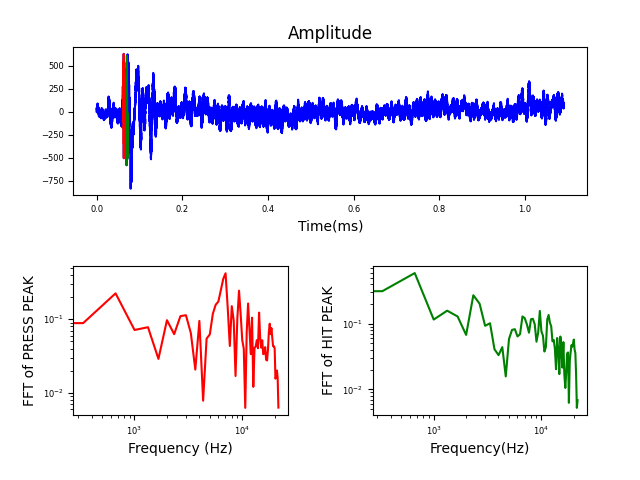 Amplitude
500
250
0
−250
−500
−750
0.0 0.2 0.4 0.6 0.8 1.0
Time(ms)
FFT of PRESS PEAK
10⁻¹
10⁻²
10³ 10⁴
Frequency (Hz)
FFT of HIT PEAK
10⁻¹
10⁻²
10³ 10⁴
Frequency(Hz)